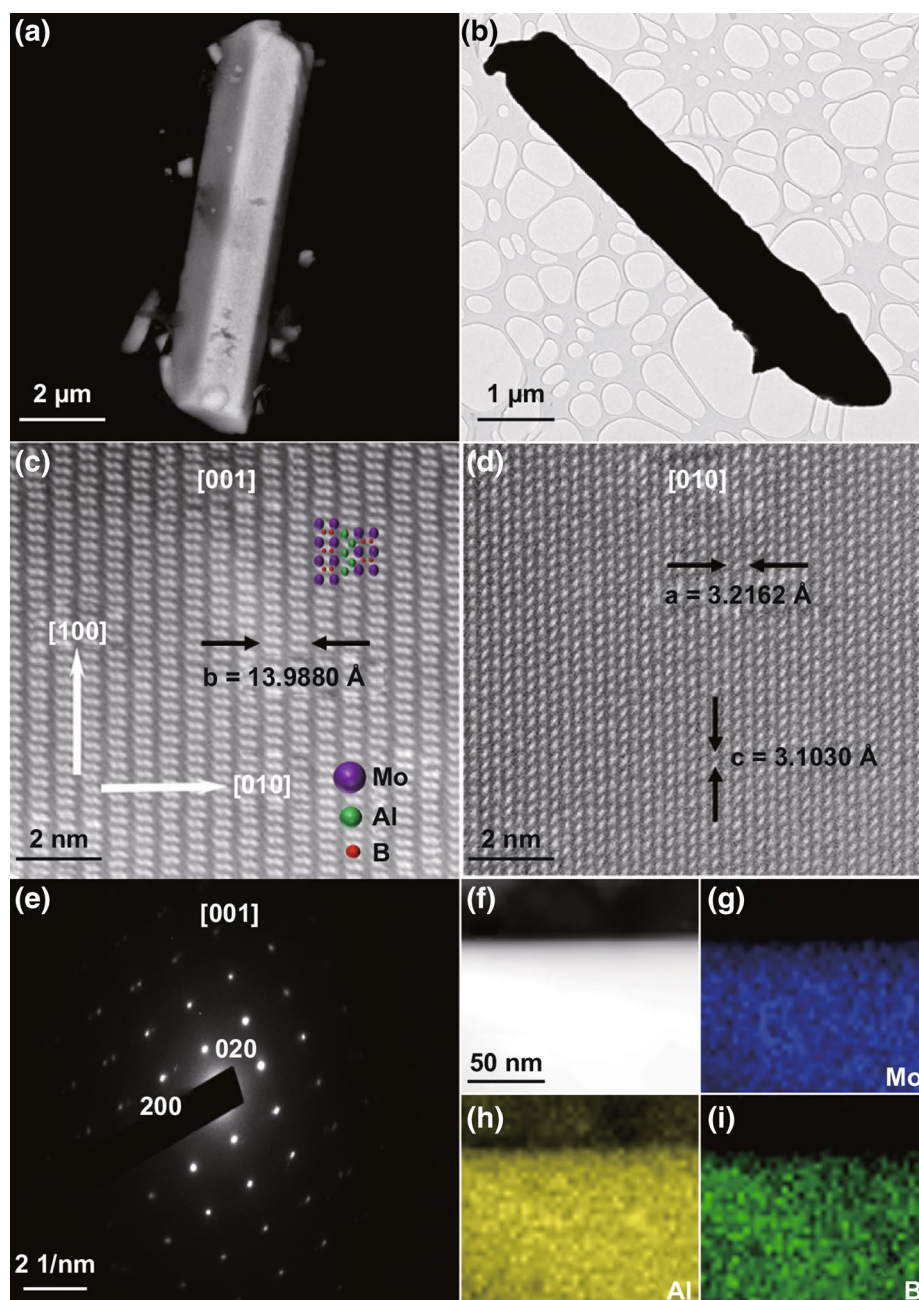 (a)
2 µm
(b)
1 µm
(c)
[001]
[100]
b = 13.9880 Å
[010]
Mo
Al
B
2 nm
(d)
[010]
a = 3.2162 Å
c = 3.1030 Å
2 nm
(e)
[001]
020
200
2 1/nm
(f)
50 nm
(g)
Mo
(h)
Al
(i)
B